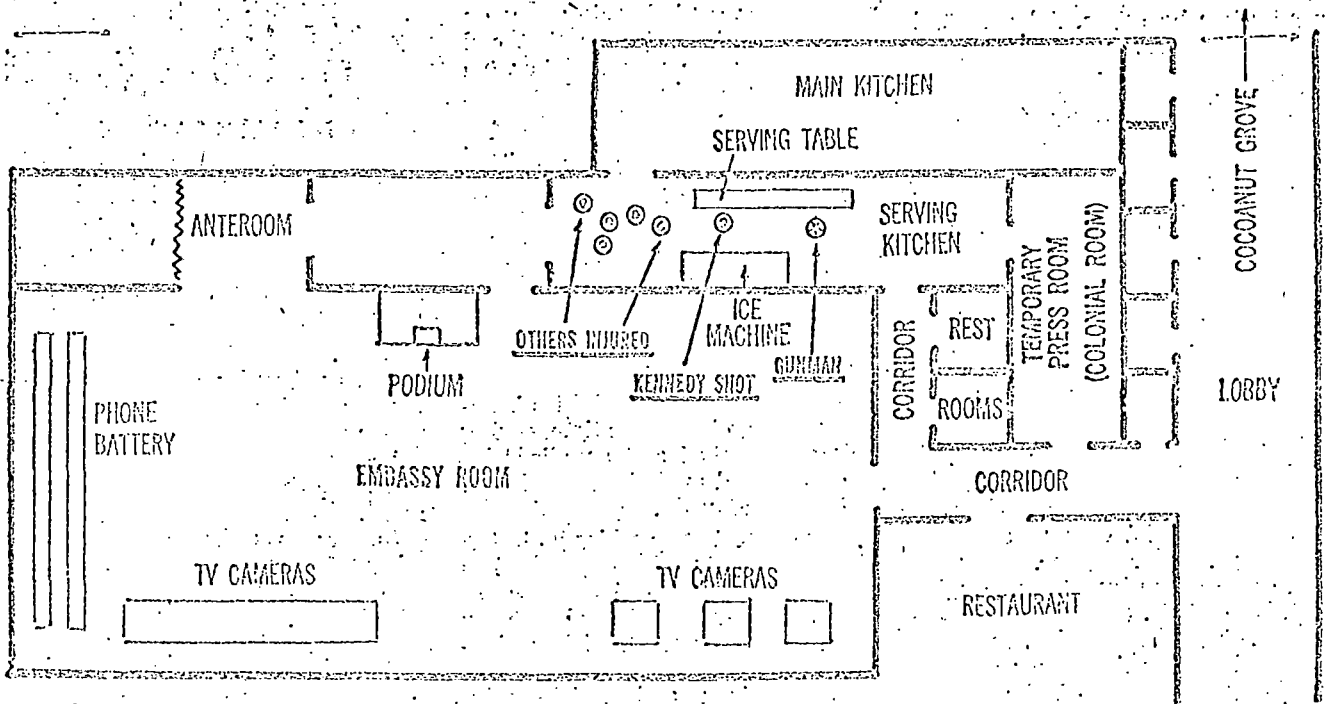 MAIN KITCHEN
SERVING TABLE
ANTEROOM
SERVING
KITCHEN
TEMPORARY
PRESS ROOM
(COLONIAL ROOM)
COCOANUT GROVE
OTHERS INJURED
ICE
MACHINE
KENNEDY SHOT
GUNMAN
CORRIDOR
REST
ROOMS
PODIUM
PHONE
BATTERY
LOBBY
EMBASSY ROOM
CORRIDOR
TV CAMERAS
TV CAMERAS
RESTAURANT